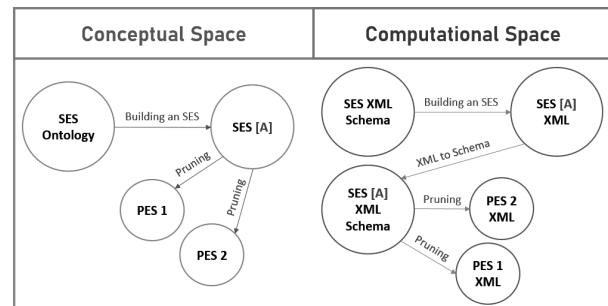 Conceptual Space
Computational Space
SES
Ontology
Building an SES
SES [A]
Pruning
Pruning
PES 1
PES 2
SES XML
Schema
Building an SES
SES [A]
XML
XML to Schema
SES [A]
XML
Schema
Pruning
PES 2
XML
Pruning
PES 1
XML